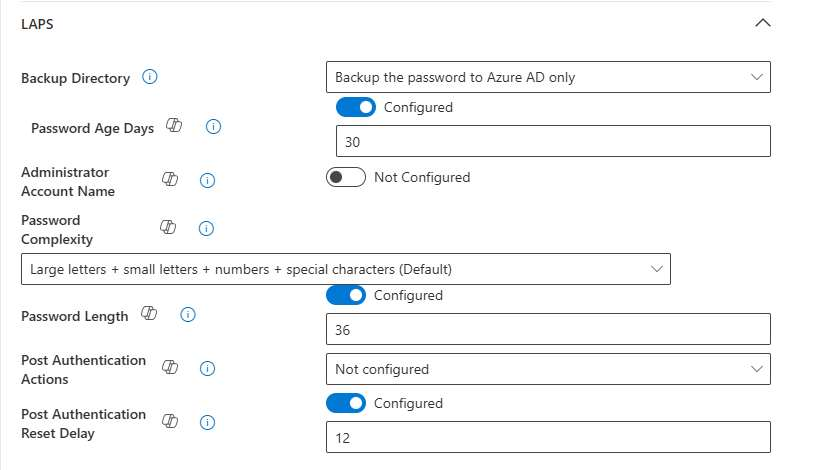 LAPS
Backup Directory
Backup the password to Azure AD only
Configured
Password Age Days
30
Administrator
Account Name
Not Configured
Password
Complexity
Large letters + small letters + numbers + special characters (Default)
Configured
Password Length
36
Post Authentication
Actions
Not configured
Post Authentication
Reset Delay
Configured
12